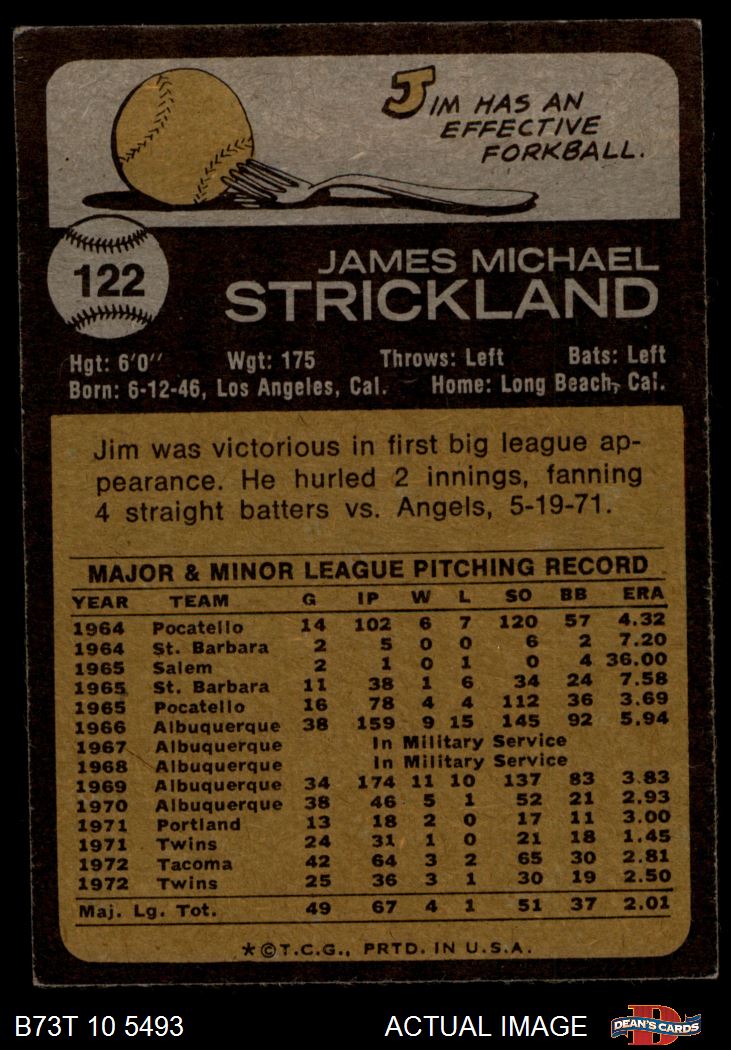 JIM HAS AN
EFFECTIVE
FORKBALL.
122
JAMES MICHAEL
STRICKLAND
Hgt: 6'0" Wgt: 175 Throws: Left Bats: Left
Born: 6-12-46, Los Angeles, Cal. Home: Long Beach, Cal.
Jim was victorious in first big league ap-
pearance. He hurled 2 innings, fanning
4 straight batters vs. Angels, 5-19-71.
MAJOR & MINOR LEAGUE PITCHING RECORD
YEAR TEAM G IP W L SO BB ERA
1964 Pocatello 14 102 6 7 120 57 4.32
1964 St. Barbara 2 5 0 0 6 2 7.20
1965 Salem 2 1 0 1 0 4 36.00
1965 St. Barbara 11 38 1 6 34 24 7.58
1965 Pocatello 16 78 4 4 112 36 3.69
1966 Albuquerque 38 159 9 15 145 92 5.94
1967 Albuquerque In Military Service
1968 Albuquerque In Military Service
1969 Albuquerque 34 174 11 10 137 83 3.83
1970 Albuquerque 38 46 5 1 52 21 2.93
1971 Portland 13 18 2 0 17 11 3.00
1971 Twins 24 31 1 0 21 18 1.45
1972 Tacoma 42 64 3 2 65 30 2.81
1972 Twins 25 36 3 1 30 19 2.50
Maj. Lg. Tot. 49 67 4 1 51 37 2.01
*©T.C.G., PRTD. IN U.S.A.
B73T 10 5493 ACTUAL IMAGE DEAN'S CARDS